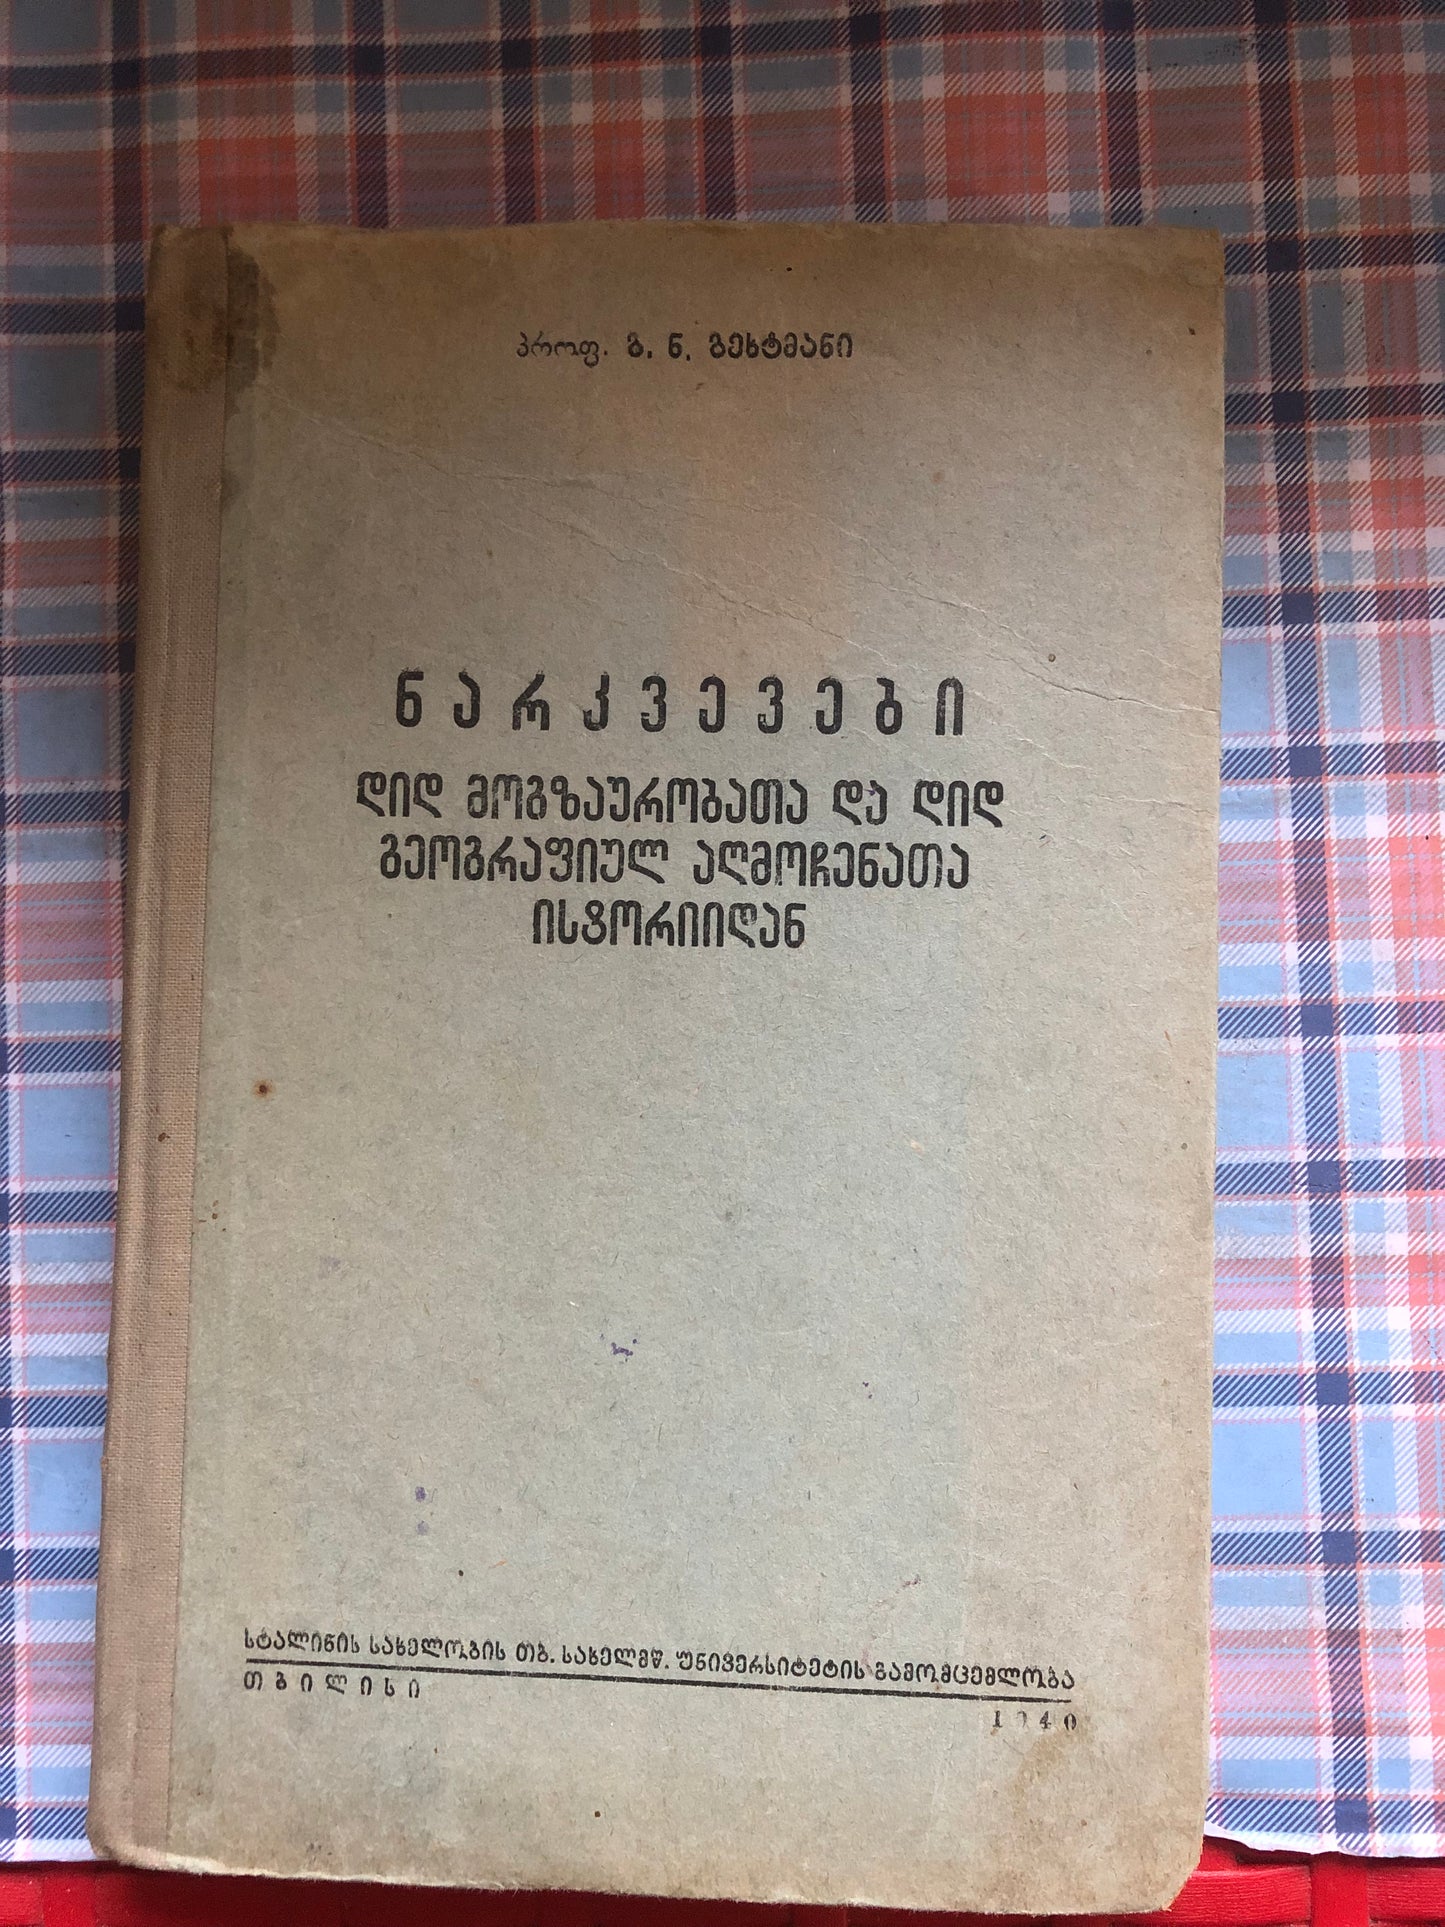 პროფ. გ. ნ. გეხტმანი
ნარკვევები
დიდ მოგზაურობათა და დიდ
გეოგრაფიულ აღმოჩენათა
ისტორიიდან
სტალინის სახელობის თბ. სახელმწ. უნივერსიტეტის გამომცემლობა
თბილისი
1940